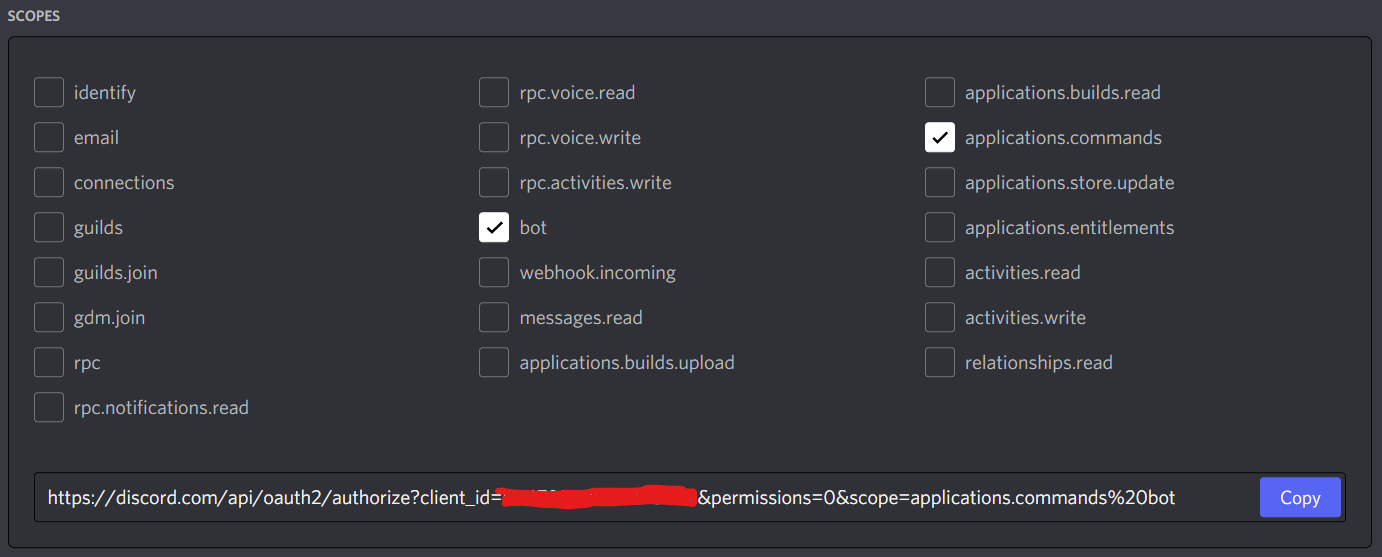 SCOPES
identify
email
connections
guilds
guilds.join
gdm.join
rpc
rpc.notifications.read
rpc.voice.read
rpc.voice.write
rpc.activities.write
bot
webhook.incoming
messages.read
applications.builds.upload
applications.builds.read
applications.commands
applications.store.update
applications.entitlements
activities.read
activities.write
relationships.read
https://discord.com/api/oauth2/authorize?client_id= &permissions=0&scope=applications.commands%20bot
Copy